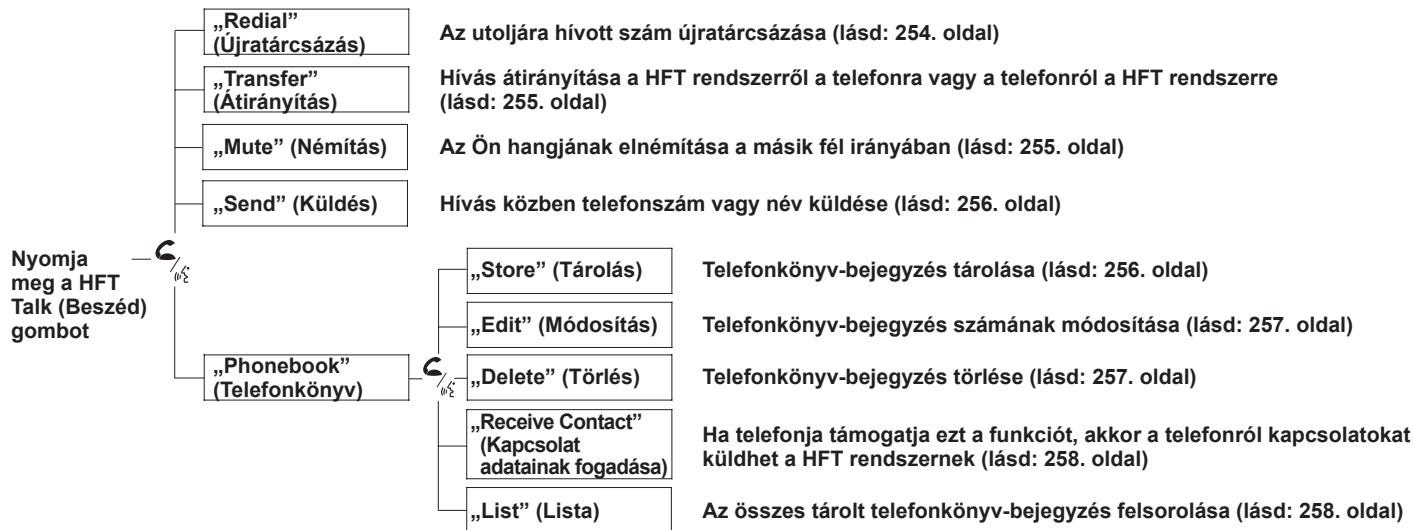 „Redial”
(Újratárcsázás)
Az utoljára hívott szám újratárcsázása (lásd: 254. oldal)
„Transfer”
(Átirányítás)
Hívás átirányítása a HFT rendszerről a telefonra vagy a telefonról a HFT rendszerre
(lásd: 255. oldal)
„Mute” (Némítás)
Az Ön hangjának elnémítása a másik fél irányában (lásd: 255. oldal)
„Send” (Küldés)
Hívás közben telefonszám vagy név küldése (lásd: 256. oldal)
Nyomja
meg a HFT
Talk (Beszéd)
gombot
„Phonebook”
(Telefonkönyv)
„Store” (Tárolás)
Telefonkönyv-bejegyzés tárolása (lásd: 256. oldal)
„Edit” (Módosítás)
Telefonkönyv-bejegyzés számának módosítása (lásd: 257. oldal)
„Delete” (Törlés)
Telefonkönyv-bejegyzés törlése (lásd: 257. oldal)
„Receive Contact”
(Kapcsolat
adatainak fogadása)
Ha telefonja támogatja ezt a funkciót, akkor a telefonról kapcsolatokat
küldhet a HFT rendszernek (lásd: 258. oldal)
„List” (Lista)
Az összes tárolt telefonkönyv-bejegyzés felsorolása (lásd: 258. oldal)